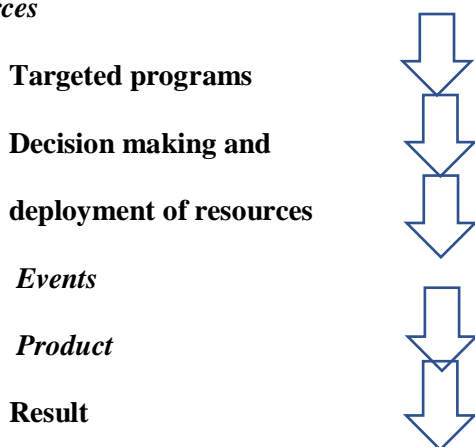 rces
Targeted programs
Decision making and
deployment of resources
Events
Product
Result